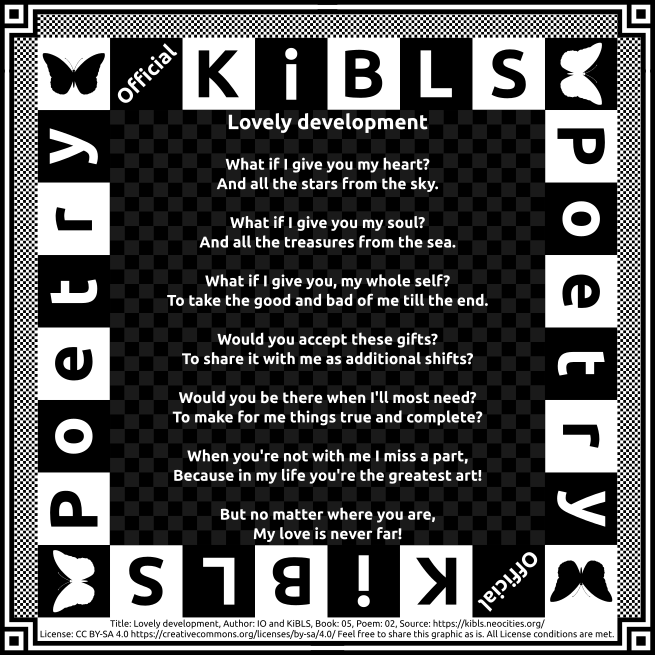 Official KiBLS
Poetry
Poetry
Lovely development
What if I give you my heart?
And all the stars from the sky.
What if I give you my soul?
And all the treasures from the sea.
What if I give you, my whole self?
To take the good and bad of me till the end.
Would you accept these gifts?
To share it with me as additional shifts?
Would you be there when I'll most need?
To make for me things true and complete?
When you're not with me I miss a part,
Because in my life you're the greatest art!
But no matter where you are,
My love is never far!
Official KiBLS
Title: Lovely development, Author: IO and KiBLS, Book: 05, Poem: 02, Source: https://kibls.neocities.org/
License: CC BY-SA 4.0 https://creativecommons.org/licenses/by-sa/4.0/ Feel free to share this graphic as is. All License conditions are met.